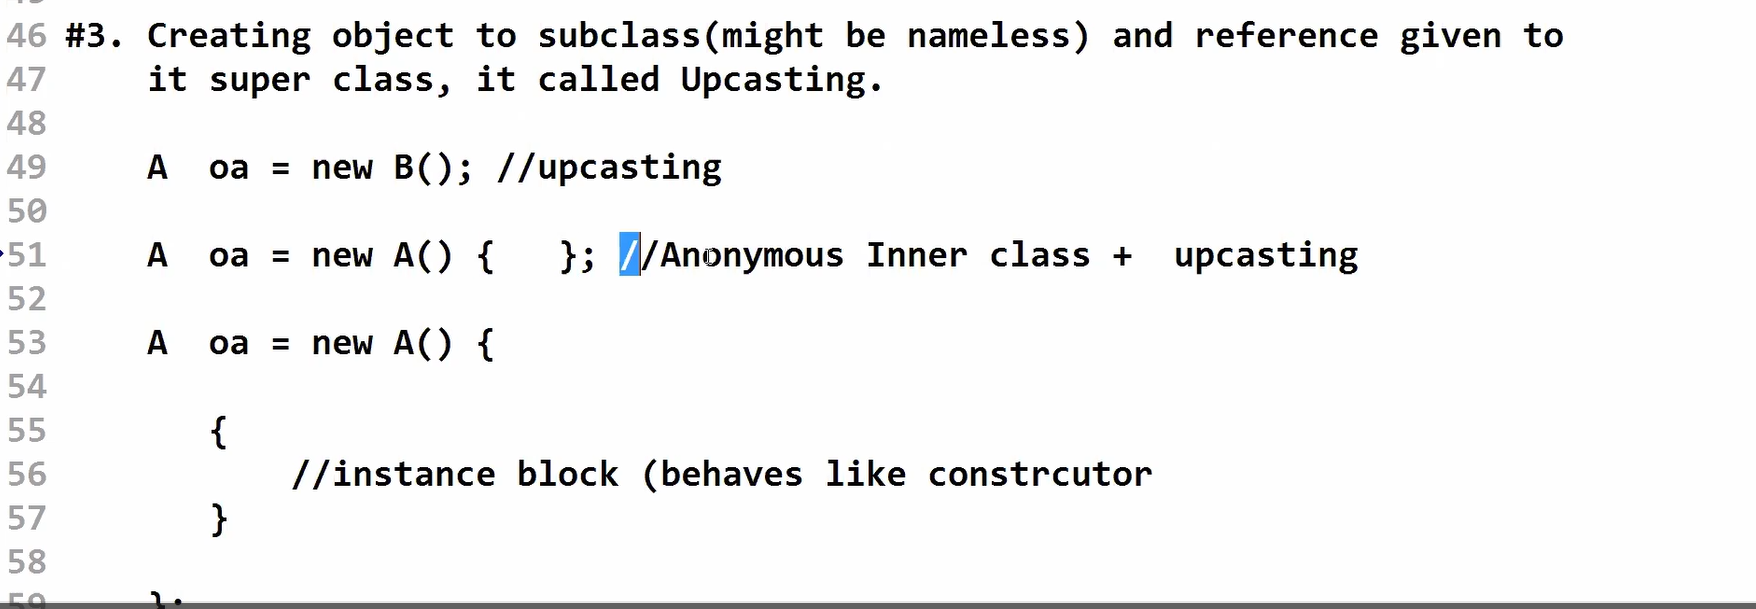 46 #3. Creating object to subclass(might be nameless) and reference given to
47 it super class, it called Upcasting.
48
49 A oa = new B(); //upcasting
50
51 A oa = new A() { }; //Anonymous Inner class + upcasting
52
53 A oa = new A() {
54
55 {
56 //instance block (behaves like constrcutor
57 }
58
59 };